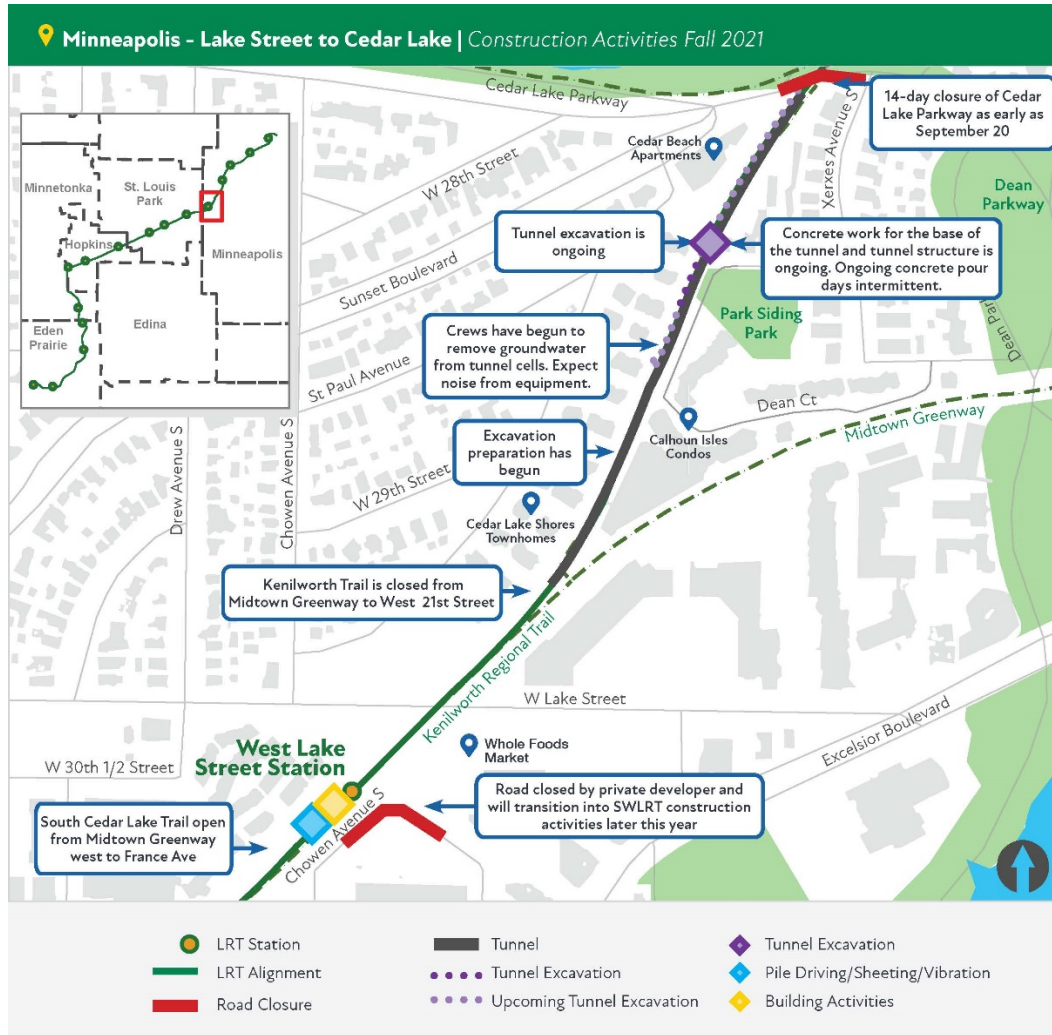 Minneapolis - Lake Street to Cedar Lake | Construction Activities Fall 2021
Cedar Lake Parkway
14-day closure of Cedar
Lake Parkway as early as
September 20
Xerxes Avenue S
Cedar Beach
Apartments
W 28th Street
Dean
Parkway
Minnetonka
St. Louis
Park
Hopkins
Minneapolis
Edina
Eden
Prairie
Tunnel excavation is
ongoing
Concrete work for the base of
the tunnel and tunnel structure is
ongoing. Ongoing concrete pour
days intermittent.
Sunset Boulevard
Park Siding
Park
Dean
Crews have begun to
remove groundwater
from tunnel cells. Expect
noise from equipment.
St Paul Avenue
Dean Ct
Midtown Greenway
Calhoun Isles
Condos
Excavation
preparation has
begun
Drew Avenue S
Chowen Avenue S
W 29th Street
Cedar Lake Shores
Townhomes
Kenilworth Trail is closed from
Midtown Greenway to West 21st Street
Kenilworth Regional Trail
W Lake Street
Excelsior Boulevard
West Lake
Street Station
Whole Foods
Market
W 30th 1/2 Street
Road closed by private developer and
will transition into SWLRT construction
activities later this year
South Cedar Lake Trail open
from Midtown Greenway
west to France Ave
Chowen Avenue S
LRT Station
LRT Alignment
Road Closure
Tunnel
Tunnel Excavation
Upcoming Tunnel Excavation
Tunnel Excavation
Pile Driving/Sheeting/Vibration
Building Activities